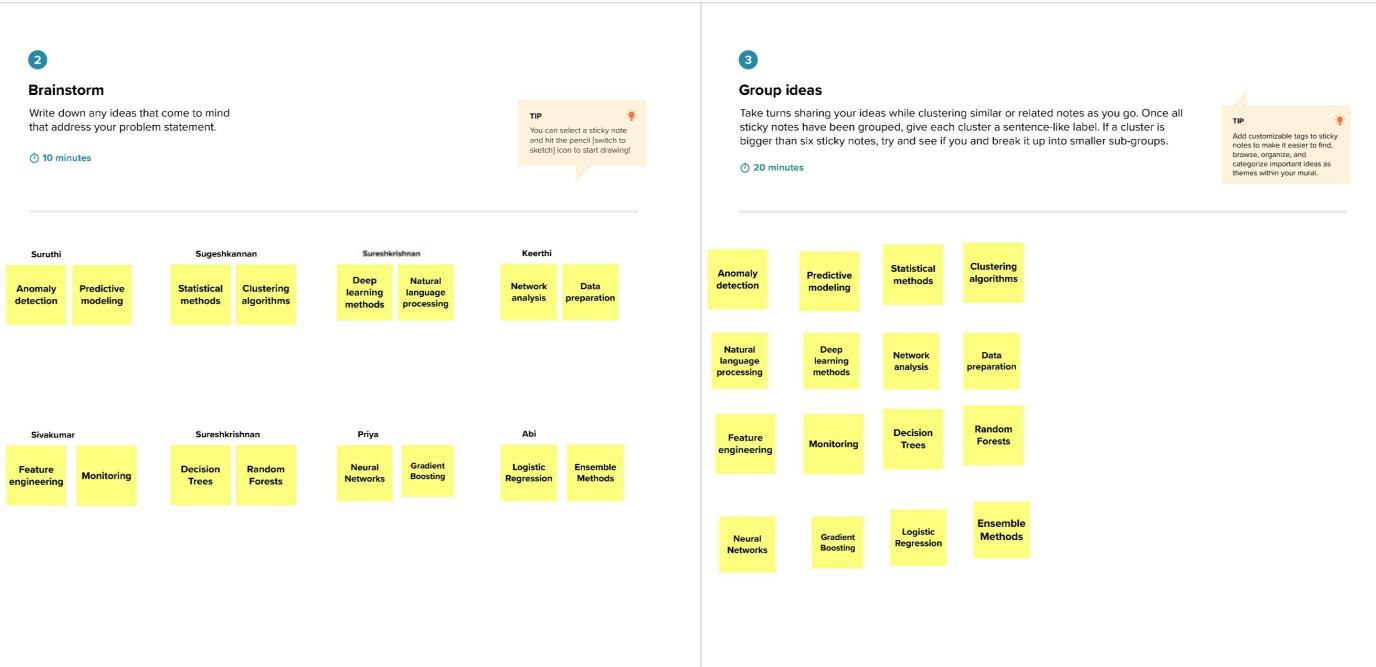 2
Brainstorm
Write down any ideas that come to mind
that address your problem statement.
10 minutes
TIP
You can select a sticky note
and hit the pencil [switch to
sketch] icon to start drawing!
Suruthi
Anomaly
detection
Predictive
modeling
Sugeshkannan
Statistical
methods
Clustering
algorithms
Sureshkrishnan
Deep
learning
methods
Natural
language
processing
Keerthi
Network
analysis
Data
preparation
Sivakumar
Feature
engineering
Monitoring
Sureshkrishnan
Decision
Trees
Random
Forests
Priya
Neural
Networks
Gradient
Boosting
Abi
Logistic
Regression
Ensemble
Methods
3
Group ideas
Take turns sharing your ideas while clustering similar or related notes as you go. Once all
sticky notes have been grouped, give each cluster a sentence-like label. If a cluster is
bigger than six sticky notes, try and see if you and break it up into smaller sub-groups.
20 minutes
TIP
Add customizable tags to sticky
notes to make it easier to find,
browse, organize, and
categorize important ideas as
themes within your mural.
Anomaly
detection
Predictive
modeling
Statistical
methods
Clustering
algorithms
Natural
language
processing
Deep
learning
methods
Network
analysis
Data
preparation
Feature
engineering
Monitoring
Decision
Trees
Random
Forests
Neural
Networks
Gradient
Boosting
Logistic
Regression
Ensemble
Methods